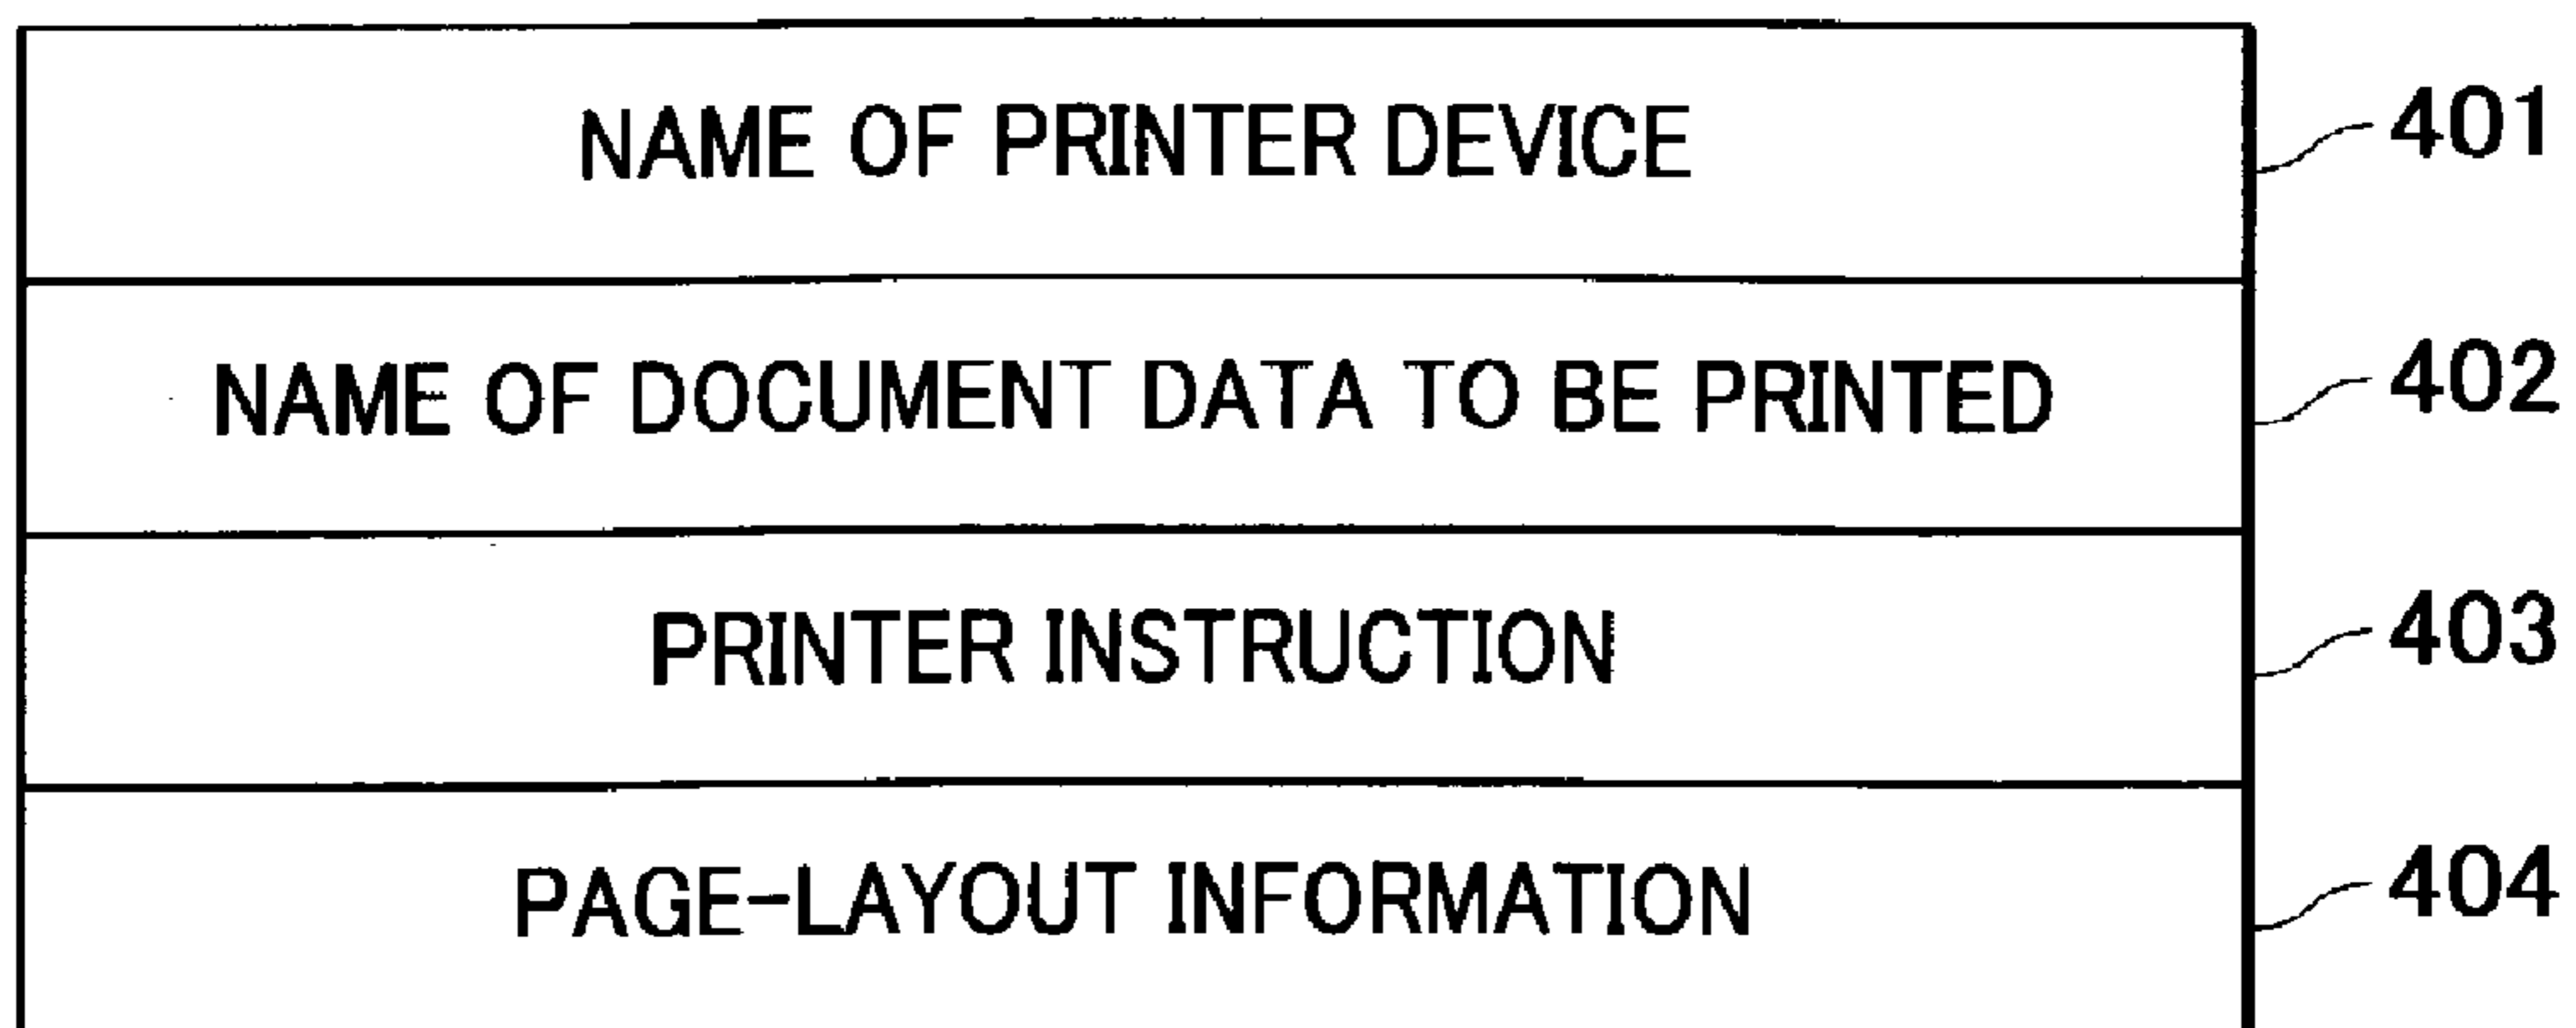 NAME OF PRINTER DEVICE 401
NAME OF DOCUMENT DATA TO BE PRINTED 402
PRINTER INSTRUCTION 403
PAGE-LAYOUT INFORMATION 404